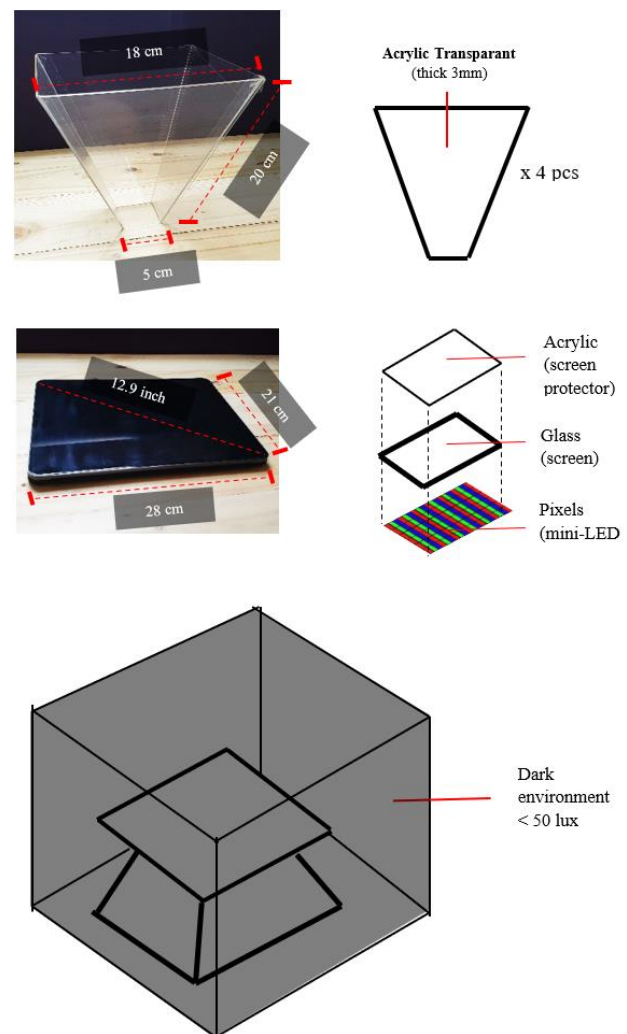 18 cm
20 cm
5 cm
Acrylic Transparant
(thick 3mm)
x 4 pcs
12.9 inch
21 cm
28 cm
Acrylic
(screen
protector)
Glass
(screen)
Pixels
(mini-LED
Dark
environment
< 50 lux